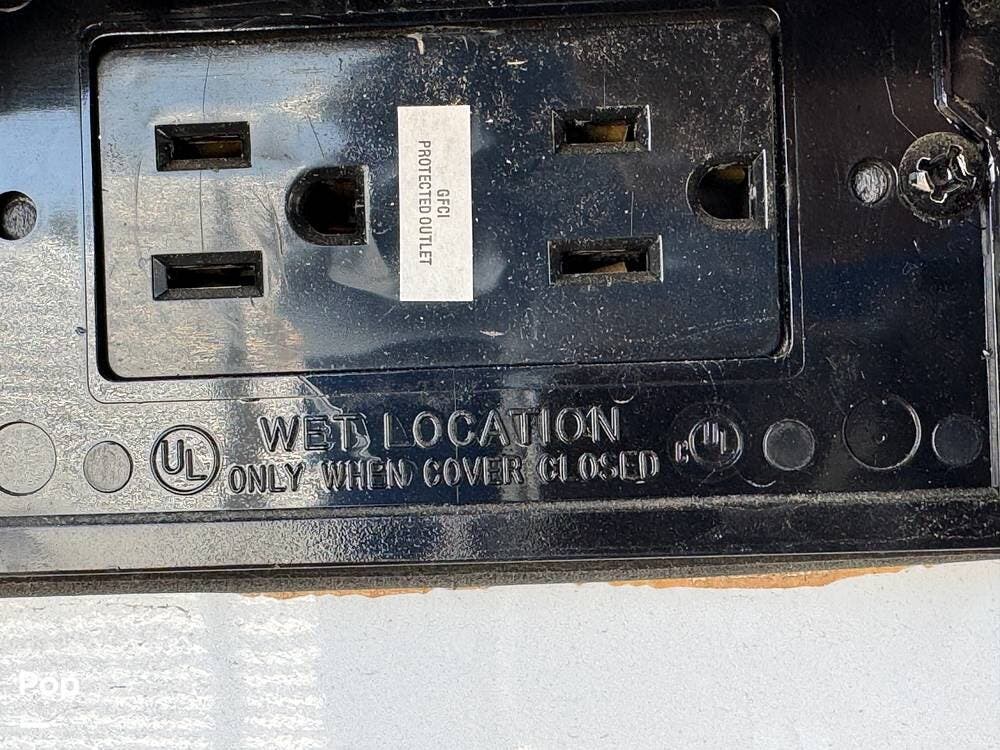 GFCI
PROTECTED OUTLET
UL
WET LOCATION
ONLY WHEN COVER CLOSED
C UL
Pop